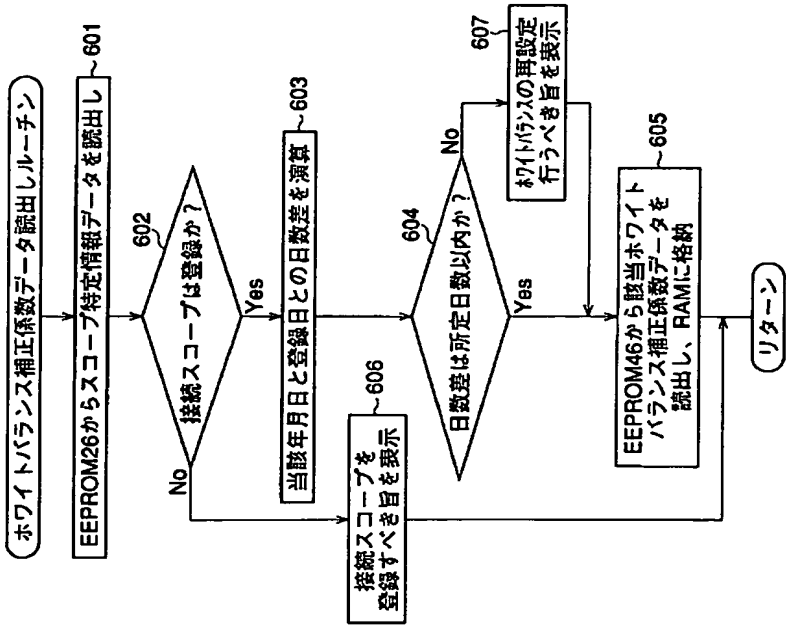 ホワイトバランス補正係数データ読出しルーチン
EEPROM26からスコープ特定情報データを読出し
601
602
接続スコープは登録か?
No
Yes
当該年月日と登録日との日数差を演算
603
604
日数差は所定日数以内か?
No
Yes
607
ホワイトバランスの再設定
行うべき旨を表示
606
接続スコープを
登録すべき旨を表示
605
EEPROM46から該当ホワイト
バランス補正係数データを
読出し、RAMに格納
リターン